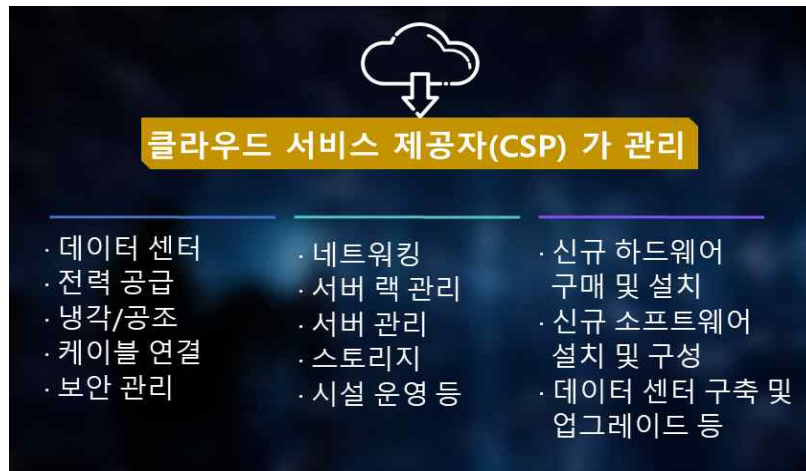 클라우드 서비스 제공자(CSP) 가 관리
· 데이터 센터
· 전력 공급
· 냉각/공조
· 케이블 연결
· 보안 관리
· 네트워킹
· 서버 랙 관리
· 서버 관리
· 스토리지
· 시설 운영 등
· 신규 하드웨어
구매 및 설치
· 신규 소프트웨어
설치 및 구성
· 데이터 센터 구축 및
업그레이드 등